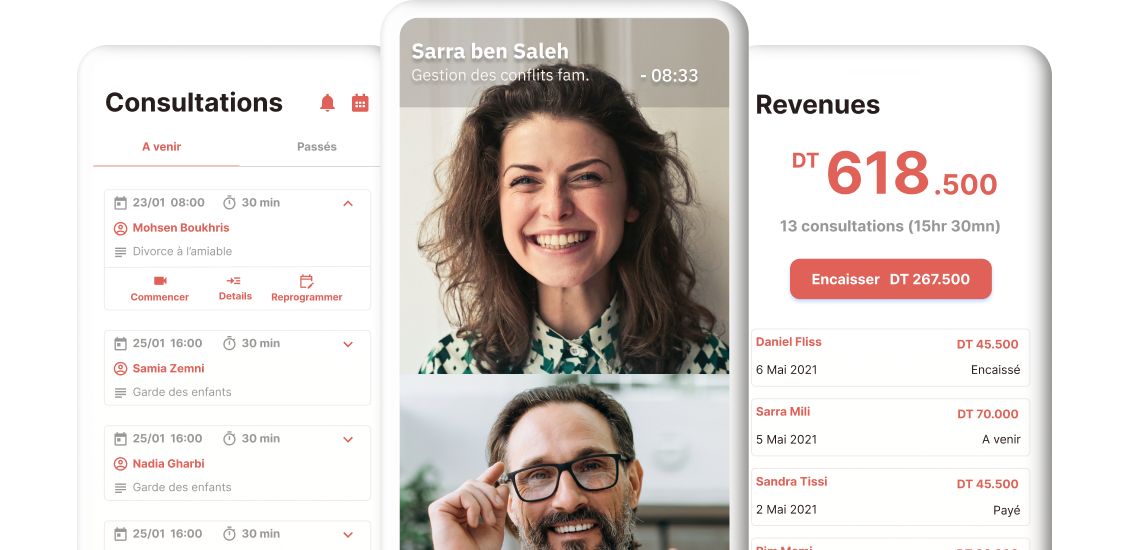 Consultations
A venir
Passés
23/01 08:00 30 min
Mohsen Boukhris
Divorce à l'amiable
Commencer
Details
Reprogrammer
25/01 16:00 30 min
Samia Zemni
Garde des enfants
25/01 16:00 30 min
Nadia Gharbi
Garde des enfants
25/01 16:00 30 min
Sarra ben Saleh
Gestion des conflits fam.
- 08:33
Revenues
DT 618.500
13 consultations (15hr 30mn)
Encaisser DT 267.500
Daniel Fliss
DT 45.500
6 Mai 2021
Encaissé
Sarra Mili
DT 70.000
5 Mai 2021
A venir
Sandra Tissi
DT 45.500
2 Mai 2021
Payé